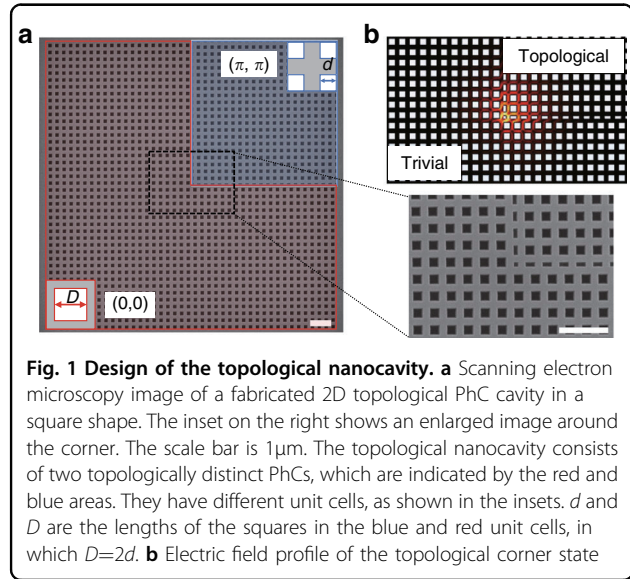 a
(π, π)
d
D
(0,0)
b
Topological
Trivial
Fig. 1 Design of the topological nanocavity. a Scanning electron
microscopy image of a fabricated 2D topological PhC cavity in a
square shape. The inset on the right shows an enlarged image around
the corner. The scale bar is 1μm. The topological nanocavity consists
of two topologically distinct PhCs, which are indicated by the red and
blue areas. They have different unit cells, as shown in the insets. d and
D are the lengths of the squares in the blue and red unit cells, in
which D=2d. b Electric field profile of the topological corner state